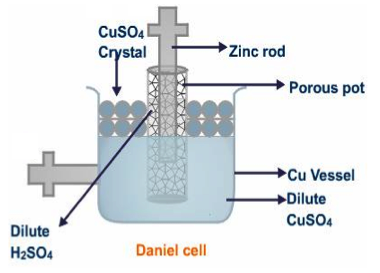 CuSO4
Crystal
Zinc rod
Porous pot
Cu Vessel
Dilute
CuSO4
Dilute
H2SO4
Daniel cell